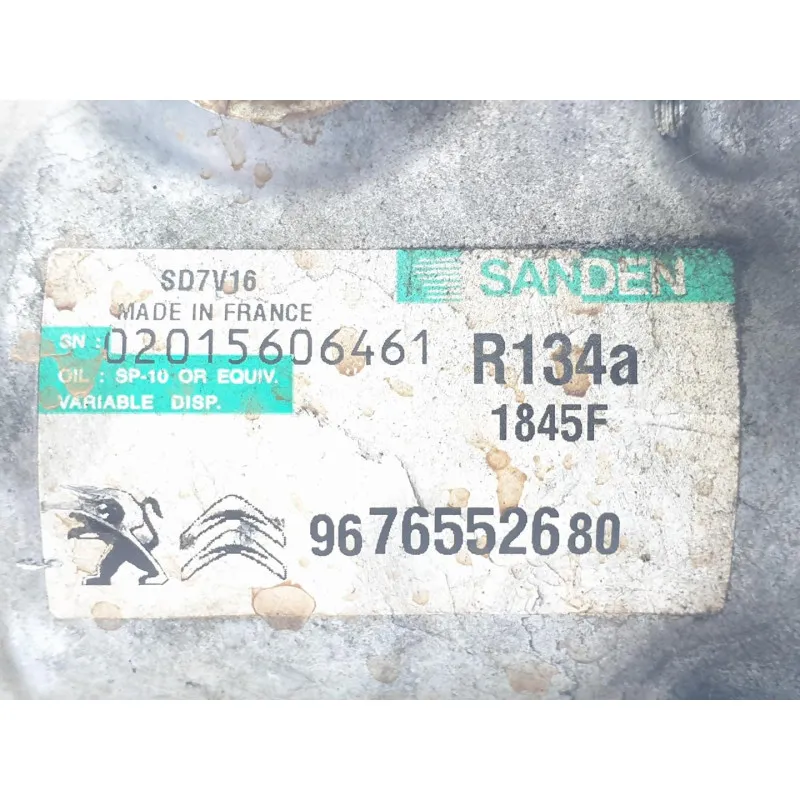 SD7V16
SANDEN
MADE IN FRANCE
SN : 02015606461
R134a
OIL : SP-10 OR EQUIV.
VARIABLE DISP.
1845F
9676552680